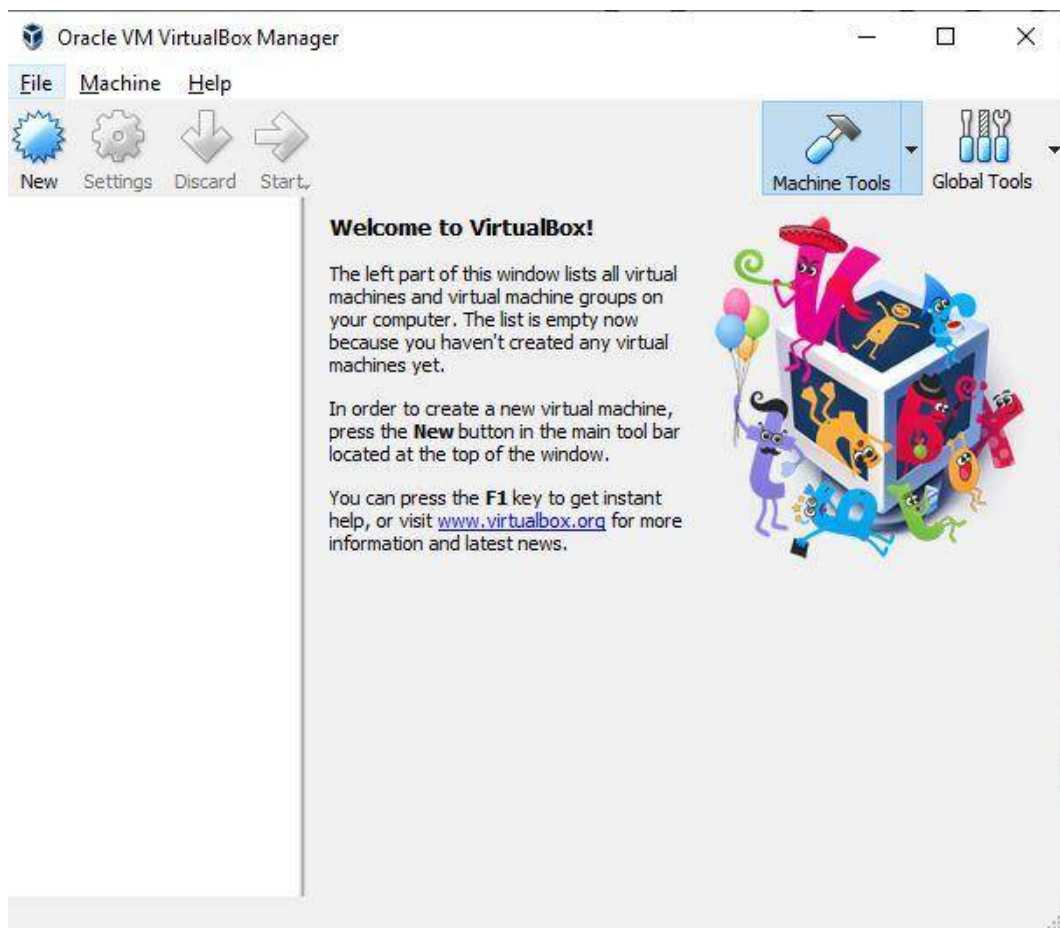 Oracle VM VirtualBox Manager
File Machine Help
New Settings Discard Start
Machine Tools Global Tools
Welcome to VirtualBox!
The left part of this window lists all virtual
machines and virtual machine groups on
your computer. The list is empty now
because you haven't created any virtual
machines yet.
In order to create a new virtual machine,
press the New button in the main tool bar
located at the top of the window.
You can press the F1 key to get instant
help, or visit www.virtualbox.org for more
information and latest news.